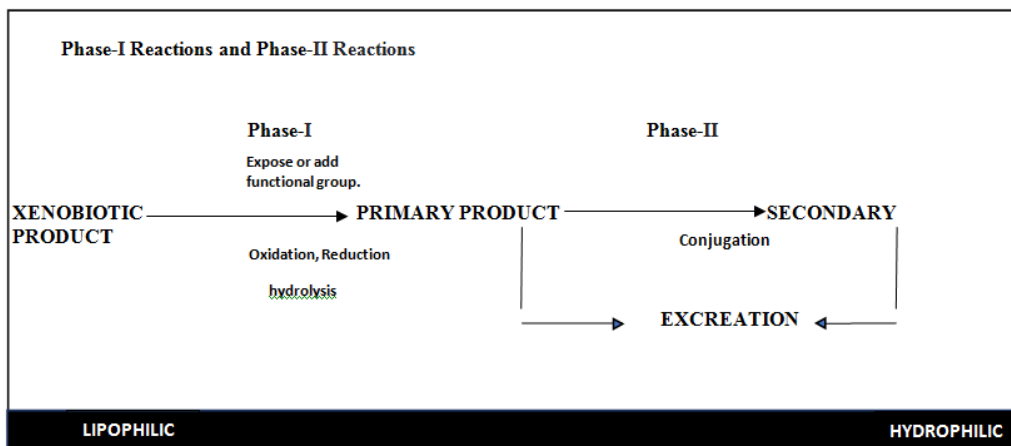 Phase-I Reactions and Phase-II Reactions
Phase-I
Phase-II
Expose or add
functional group.
XENOBIOTIC
PRODUCT
PRIMARY PRODUCT
SECONDARY
Oxidation, Reduction
hydrolysis
Conjugation
EXCREATION
LIPOPHILIC
HYDROPHILIC